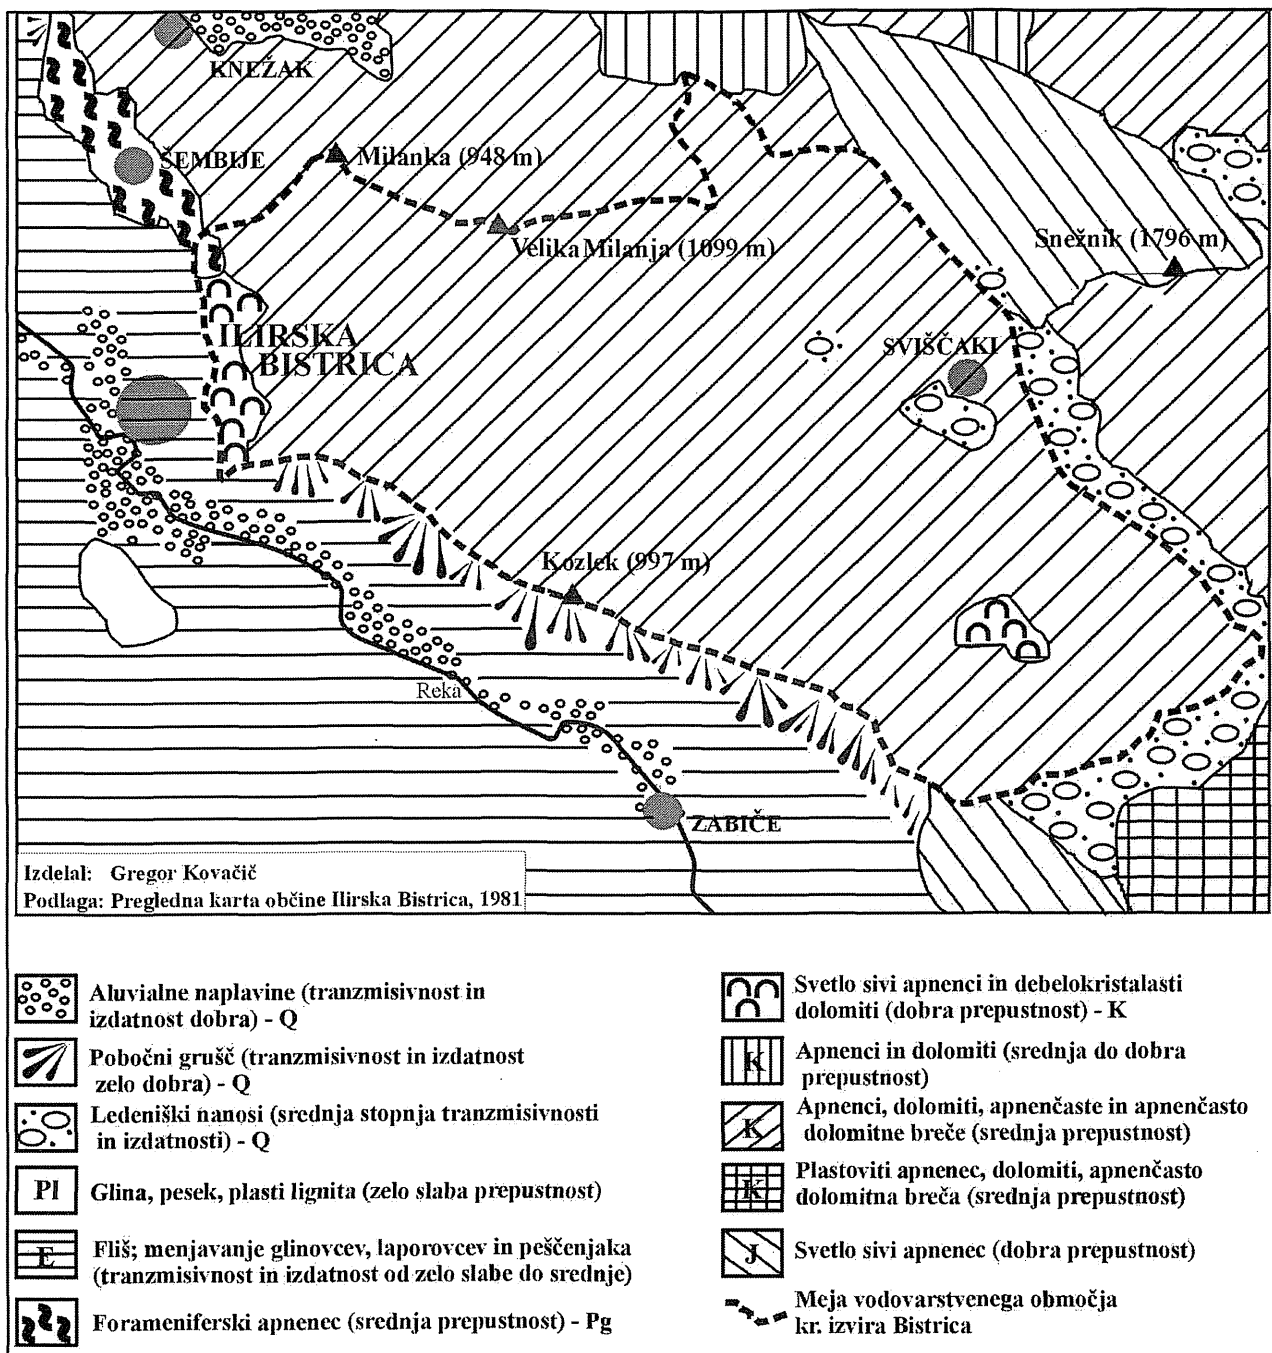 KNEŽAK
ŠEMBIJE
Milanka (948 m)
Velika Milanja (1099 m)
Snežnik (1796 m)
ILIRSKA
BISTRICA
SVIŠČAKI
Kozlek (997 m)
Reka
ZABIČE
Izdelal: Gregor Kovačič
Podlaga: Pregledna karta občine Ilirska Bistrica, 1981
Aluvialne naplavine (tranzmisivnost in
izdatnost dobra) - Q
Pobočni grušč (tranzmisivnost in izdatnost
zelo dobra) - Q
Ledeniški nanosi (srednja stopnja tranzmisivnosti
in izdatnosti) - Q
Pl
Glina, pesek, plasti lignita (zelo slaba prepustnost)
E
Fliš; menjavanje glinovcev, laporovcev in peščenjaka
(tranzmisivnost in izdatnost od zelo slabe do srednje)
Forameniferski apnenec (srednja prepustnost) - Pg
Svetlo sivi apnenci in debelokristalasti
dolomiti (dobra prepustnost) - K
K
Apnenci in dolomiti (srednja do dobra
prepustnost)
K
Apnenci, dolomiti, apnenčaste in apnenčasto
dolomitne breče (srednja prepustnost)
K
Plastoviti apnenec, dolomiti, apnenčasto
dolomitna breča (srednja prepustnost)
J
Svetlo sivi apnenec (dobra prepustnost)
Meja vodovarstvenega območja
kr. izvira Bistrica